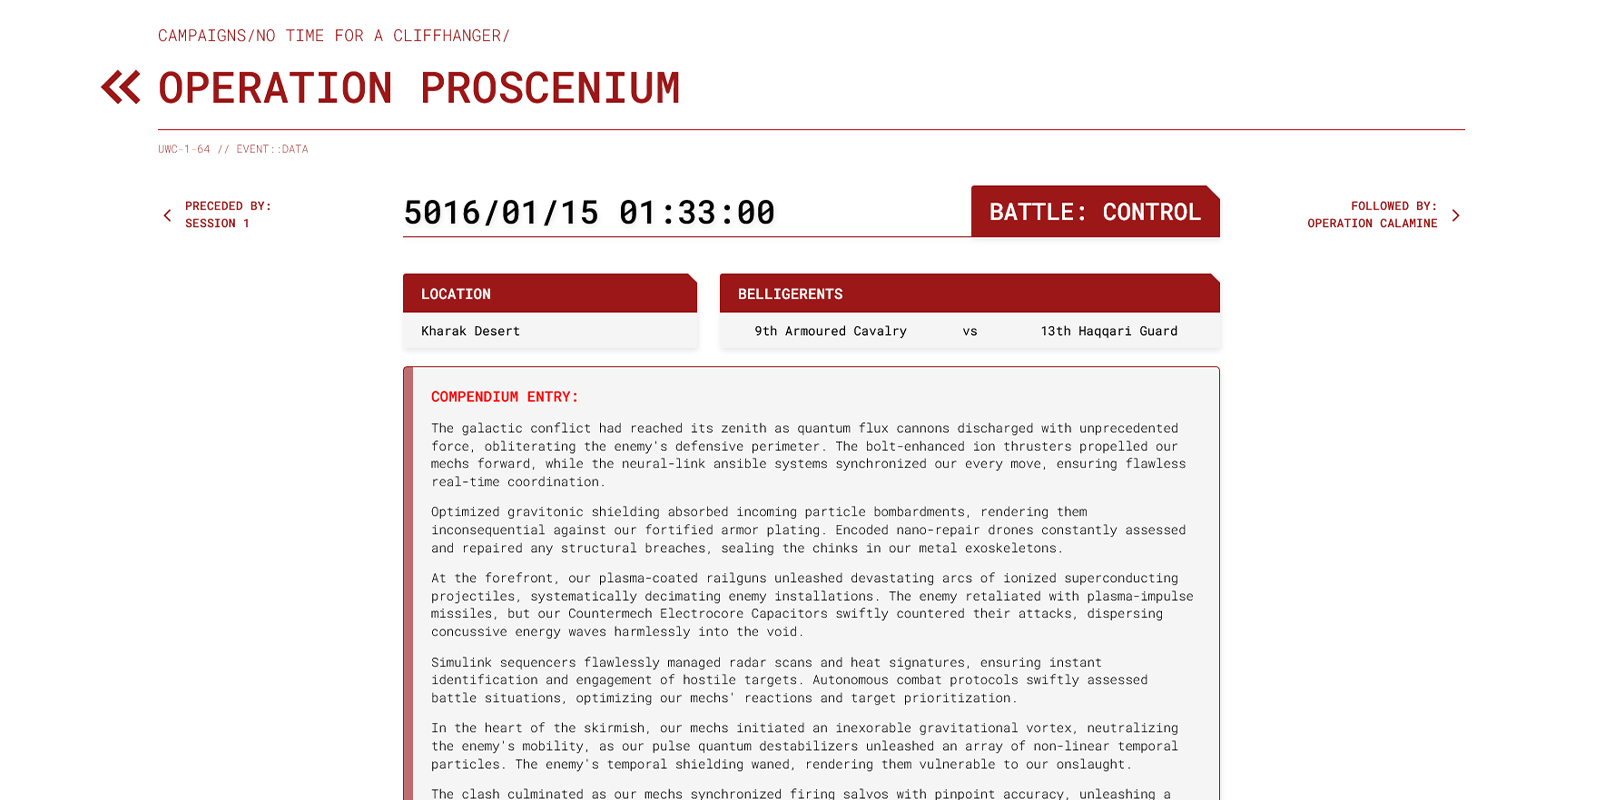 CAMPAIGNS/NO TIME FOR A CLIFFHANGER/
OPERATION PROSCENIUM
UWC-1-64 // EVENT::DATA
PRECEDED BY:
SESSION 1
5016/01/15 01:33:00
BATTLE: CONTROL
FOLLOWED BY:
OPERATION CALAMINE
LOCATION
Kharak Desert
BELLIGERENTS
9th Armoured Cavalry vs 13th Haqqari Guard
COMPENDIUM ENTRY:
The galactic conflict had reached its zenith as quantum flux cannons discharged with unprecedented
force, obliterating the enemy's defensive perimeter. The bolt-enhanced ion thrusters propelled our
mechs forward, while the neural-link ansible systems synchronized our every move, ensuring flawless
real-time coordination.
Optimized gravitonic shielding absorbed incoming particle bombardments, rendering them
inconsequential against our fortified armor plating. Encoded nano-repair drones constantly assessed
and repaired any structural breaches, sealing the chinks in our metal exoskeletons.
At the forefront, our plasma-coated railguns unleashed devastating arcs of ionized superconducting
projectiles, systematically decimating enemy installations. The enemy retaliated with plasma-impulse
missiles, but our Countermech Electrocore Capacitors swiftly countered their attacks, dispersing
concussive energy waves harmlessly into the void.
Simulink sequencers flawlessly managed radar scans and heat signatures, ensuring instant
identification and engagement of hostile targets. Autonomous combat protocols swiftly assessed
battle situations, optimizing our mechs' reactions and target prioritization.
In the heart of the skirmish, our mechs initiated an inexorable gravitational vortex, neutralizing
the enemy's mobility, as our pulse quantum destabilizers unleashed an array of non-linear temporal
particles. The enemy's temporal shielding waned, rendering them vulnerable to our onslaught.
The clash culminated as our mechs synchronized firing salvos with pinpoint accuracy, unleashing a